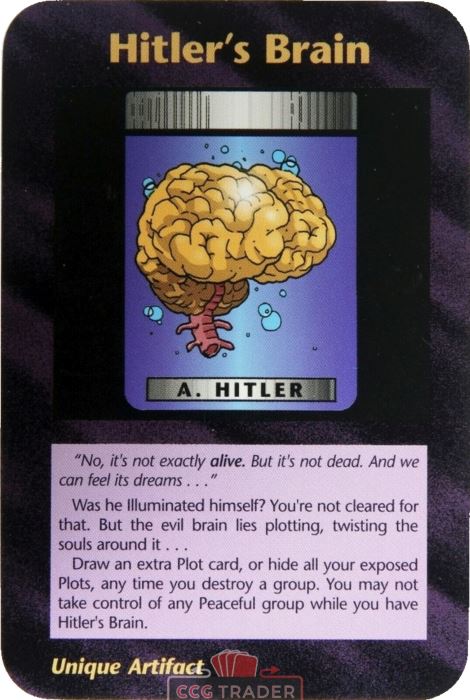 Hitler's Brain
A. HITLER
"No, it's not exactly alive. But it's not dead. And we
can feel its dreams . . ."
Was he Illuminated himself? You're not cleared for
that. But the evil brain lies plotting, twisting the
souls around it . . .
Draw an extra Plot card, or hide all your exposed
Plots, any time you destroy a group. You may not
take control of any Peaceful group while you have
Hitler's Brain.
Unique Artifact
CCG TRADER